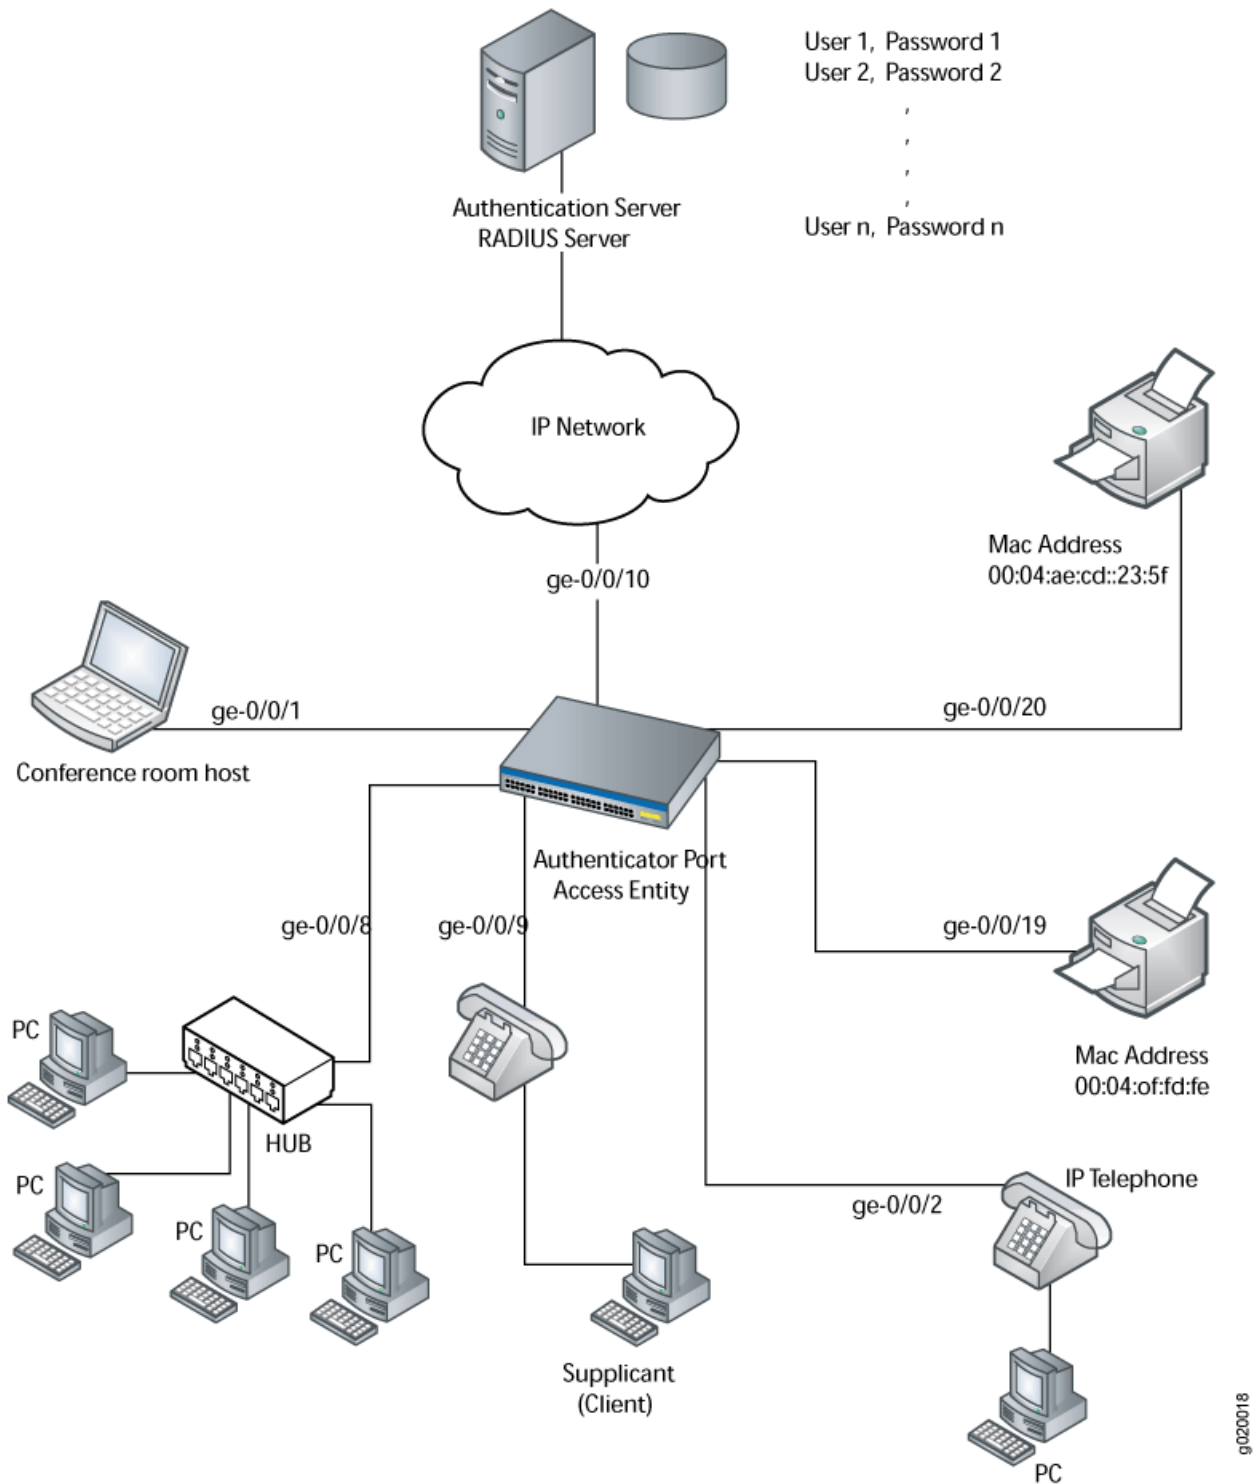 User 1, Password 1
User 2, Password 2
,
,
,
,
User n, Password n
Authentication Server
RADIUS Server
IP Network
Mac Address
00:04:ae:cd::23:5f
ge-0/0/10
ge-0/0/1
ge-0/0/20
Conference room host
Authenticator Port
Access Entity
ge-0/0/8
ge-0/0/9
ge-0/0/19
PC
Mac Address
00:04:of:fd:fe
HUB
PC
IP Telephone
ge-0/0/2
PC
PC
Supplicant
(Client)
PC
g020018